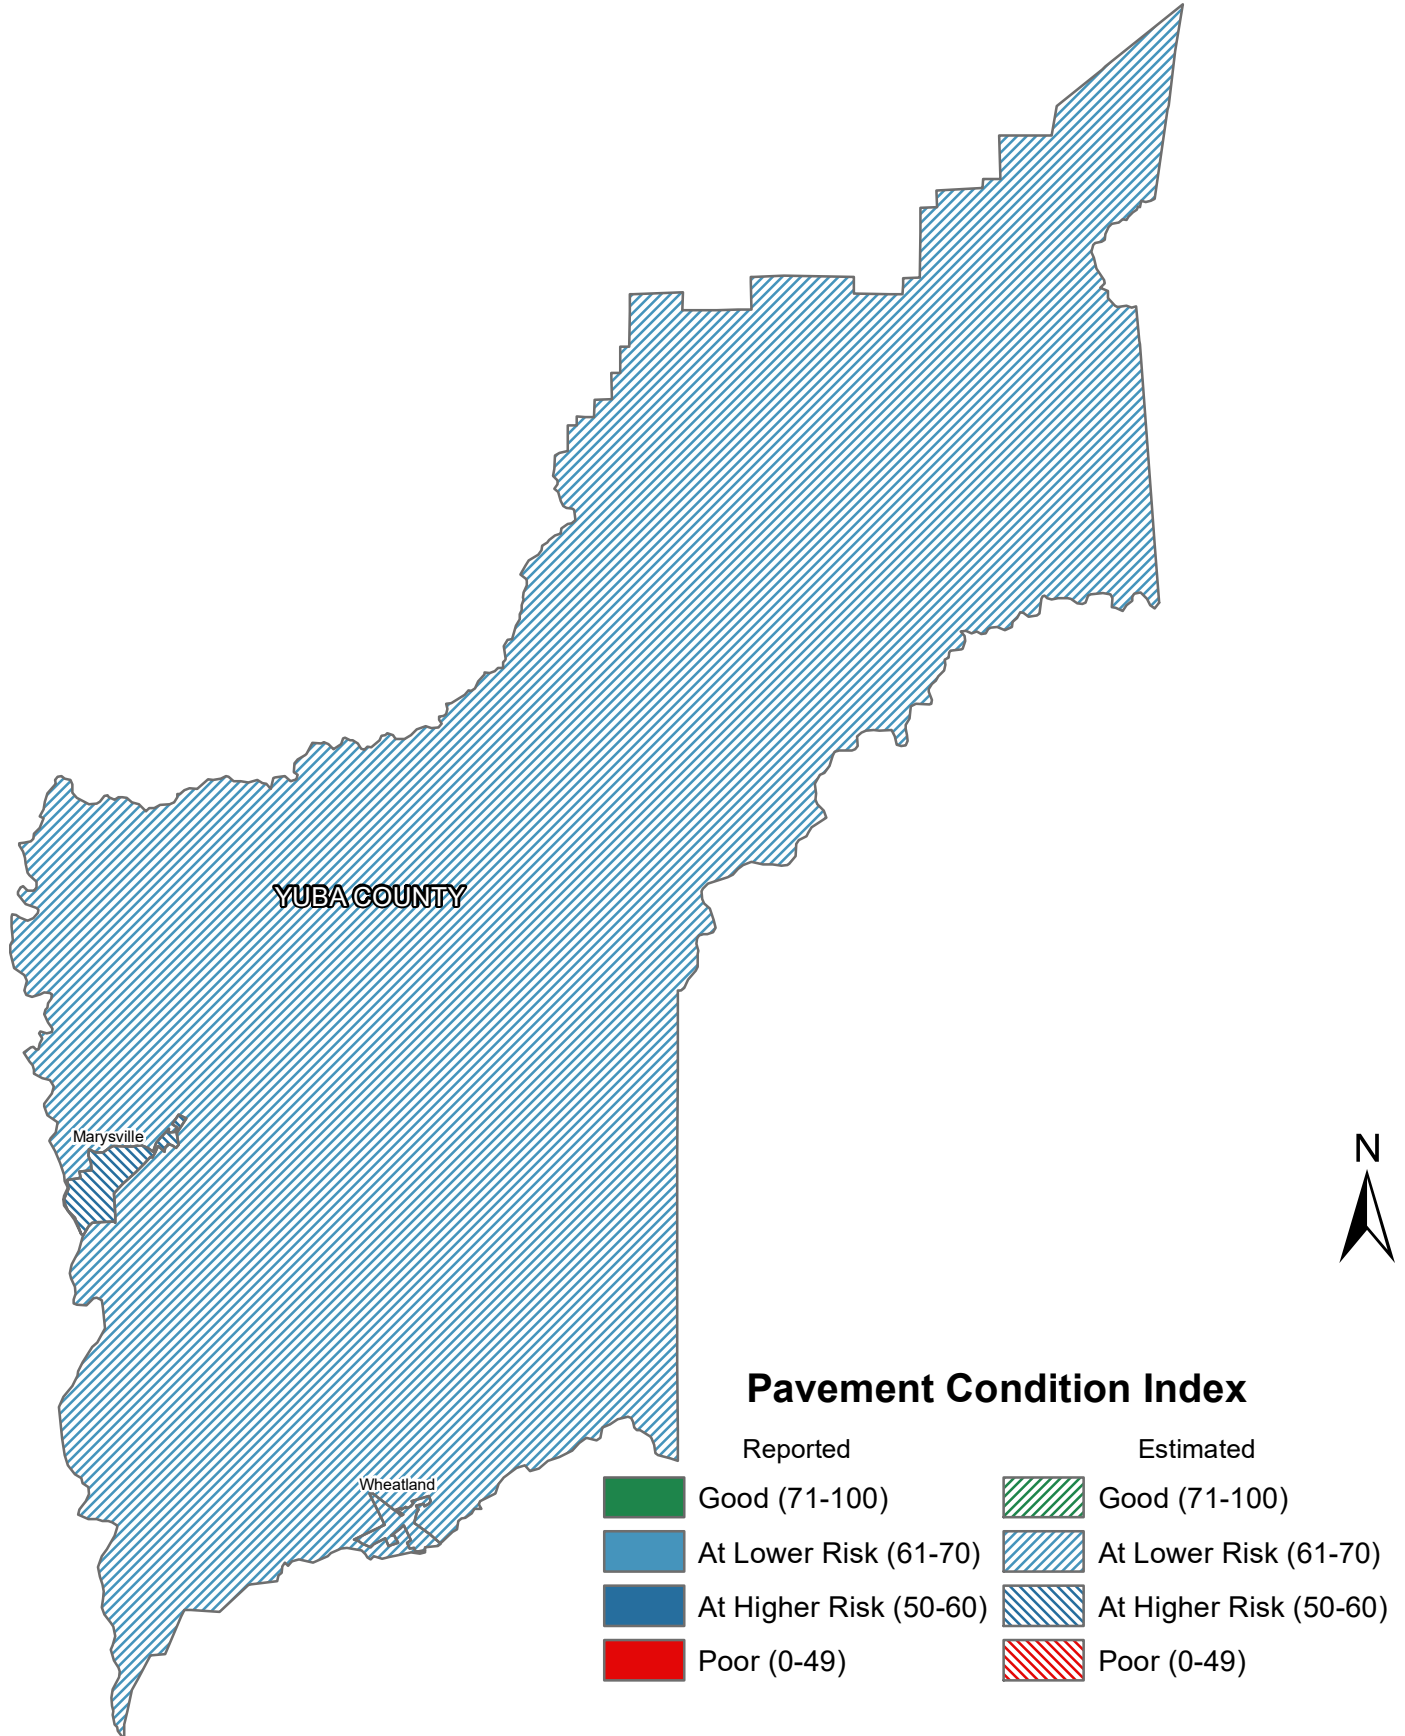 YUBA COUNTY
Marysville
N
Wheatland
Pavement Condition Index
Reported
Estimated
Good (71-100)
Good (71-100)
At Lower Risk (61-70)
At Lower Risk (61-70)
At Higher Risk (50-60)
At Higher Risk (50-60)
Poor (0-49)
Poor (0-49)